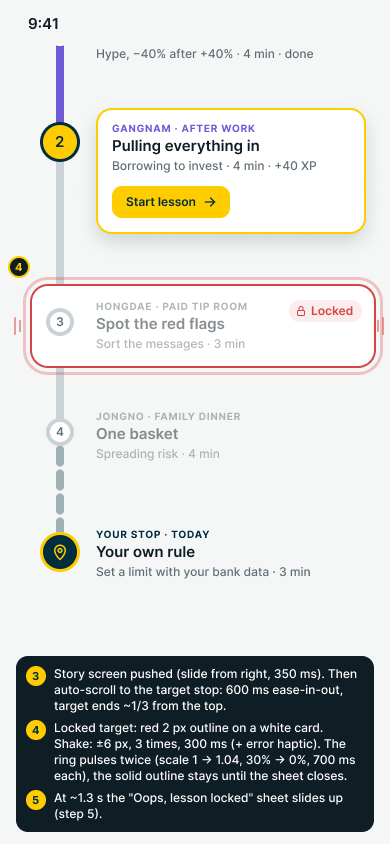 9:41
Hype, −40% after +40% · 4 min · done
2
GANGNAM · AFTER WORK
Pulling everything in
Borrowing to invest · 4 min · +40 XP
Start lesson →
4
3
HONGDAE · PAID TIP ROOM
Locked
Spot the red flags
Sort the messages · 3 min
4
JONGNO · FAMILY DINNER
One basket
Spreading risk · 4 min
YOUR STOP · TODAY
Your own rule
Set a limit with your bank data · 3 min
3 Story screen pushed (slide from right, 350 ms). Then
auto-scroll to the target stop: 600 ms ease-in-out,
target ends ~1/3 from the top.
4 Locked target: red 2 px outline on a white card.
Shake: ±6 px, 3 times, 300 ms (+ error haptic). The
ring pulses twice (scale 1 → 1.04, 30% → 0%, 700 ms
each), the solid outline stays until the sheet closes.
5 At ~1.3 s the "Oops, lesson locked" sheet slides up
(step 5).